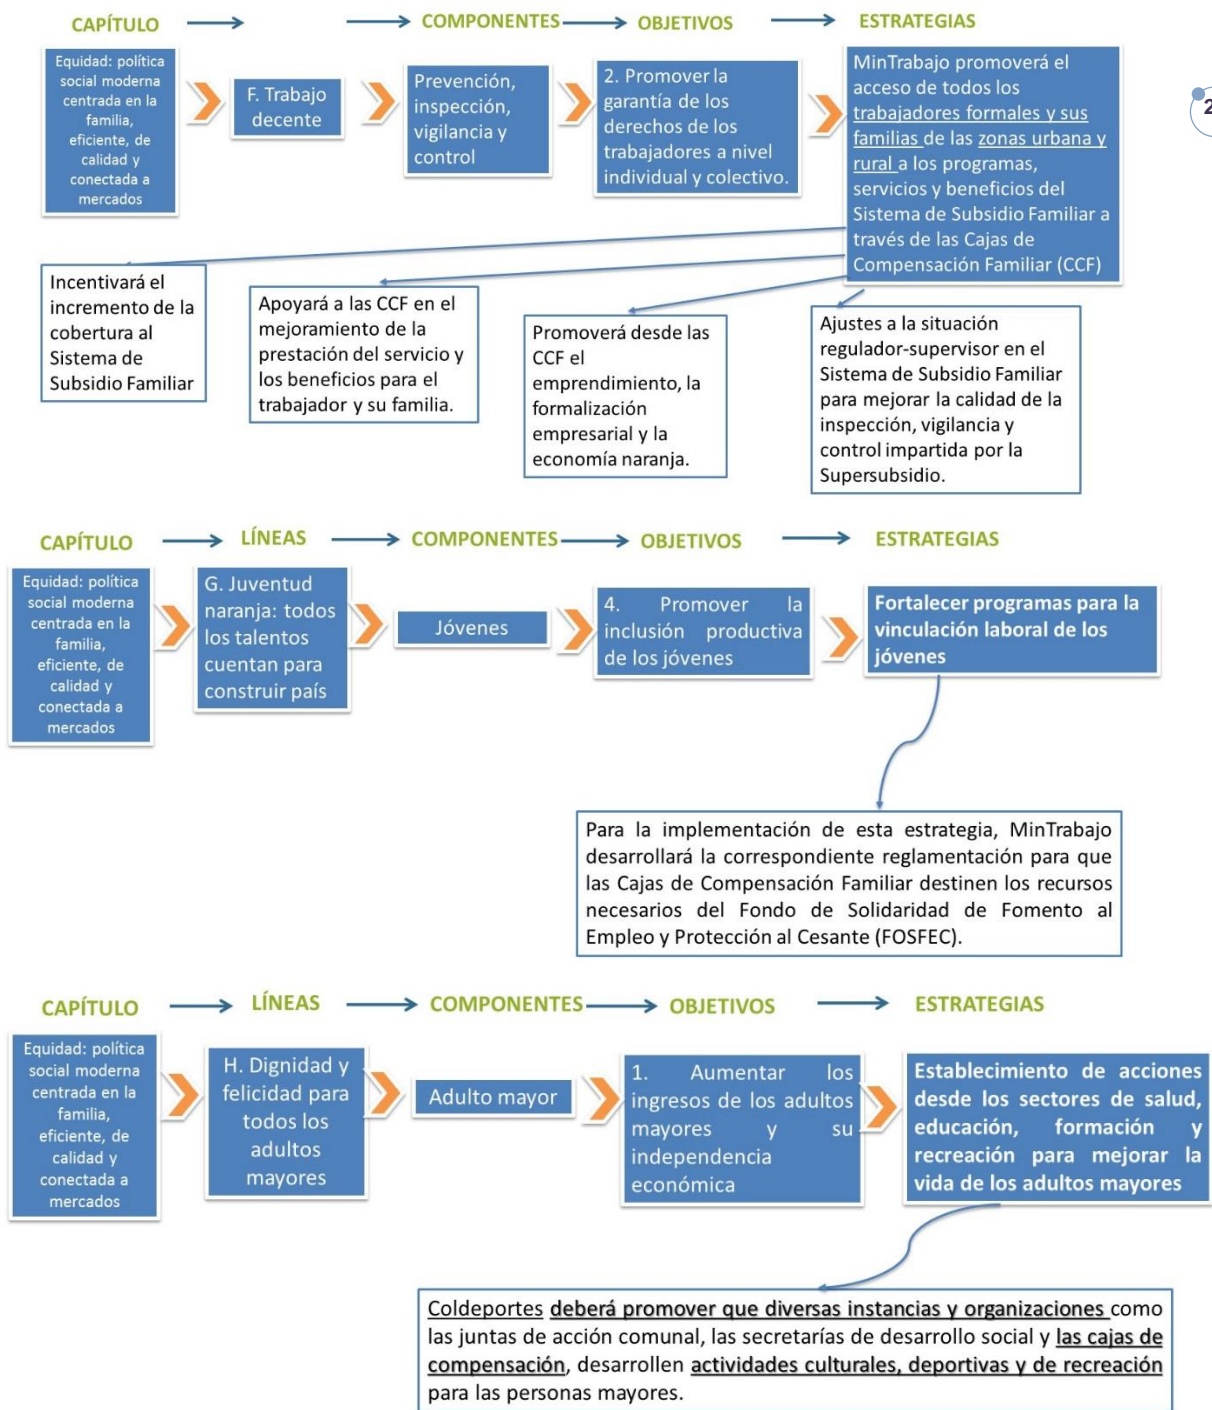 CAPÍTULO
COMPONENTES
OBJETIVOS
ESTRATEGIAS
Equidad: política
social moderna
centrada en la
familia,
eficiente, de
calidad y
conectada a
mercados
F. Trabajo
decente
Prevención,
inspección,
vigilancia y
control
2. Promover la
garantía de los
derechos de los
trabajadores a nivel
individual y colectivo.
MinTrabajo promoverá el
acceso de todos los
trabajadores formales y sus
familias de las zonas urbana y
rural a los programas,
servicios y beneficios del
Sistema de Subsidio Familiar a
través de las Cajas de
Compensación Familiar (CCF)
2
Incentivará el
incremento de la
cobertura al
Sistema de
Subsidio Familiar
Apoyará a las CCF en el
mejoramiento de la
prestación del servicio y
los beneficios para el
trabajador y su familia.
Promoverá desde las
CCF el
emprendimiento, la
formalización
empresarial y la
economía naranja.
Ajustes a la situación
regulador-supervisor en el
Sistema de Subsidio Familiar
para mejorar la calidad de la
inspección, vigilancia y
control impartida por la
Supersubsidio.
CAPÍTULO
LÍNEAS
COMPONENTES
OBJETIVOS
ESTRATEGIAS
Equidad: política
social moderna
centrada en la
familia,
eficiente, de
calidad y
conectada a
mercados
G. Juventud
naranja: todos
los talentos
cuentan para
construir país
Jóvenes
4. Promover la
inclusión productiva
de los jóvenes
Fortalecer programas para la
vinculación laboral de los
jóvenes
Para la implementación de esta estrategia, MinTrabajo
desarrollará la correspondiente reglamentación para que
las Cajas de Compensación Familiar destinen los recursos
necesarios del Fondo de Solidaridad de Fomento al
Empleo y Protección al Cesante (FOSFEC).
CAPÍTULO
LÍNEAS
COMPONENTES
OBJETIVOS
ESTRATEGIAS
Equidad: política
social moderna
centrada en la
familia,
eficiente, de
calidad y
conectada a
mercados
H. Dignidad y
felicidad para
todos los
adultos
mayores
Adulto mayor
1. Aumentar los
ingresos de los adultos
mayores y su
independencia
económica
Establecimiento de acciones
desde los sectores de salud,
educación, formación y
recreación para mejorar la
vida de los adultos mayores
Coldeportes deberá promover que diversas instancias y organizaciones como
las juntas de acción comunal, las secretarías de desarrollo social y las cajas de
compensación, desarrollen actividades culturales, deportivas y de recreación
para las personas mayores.